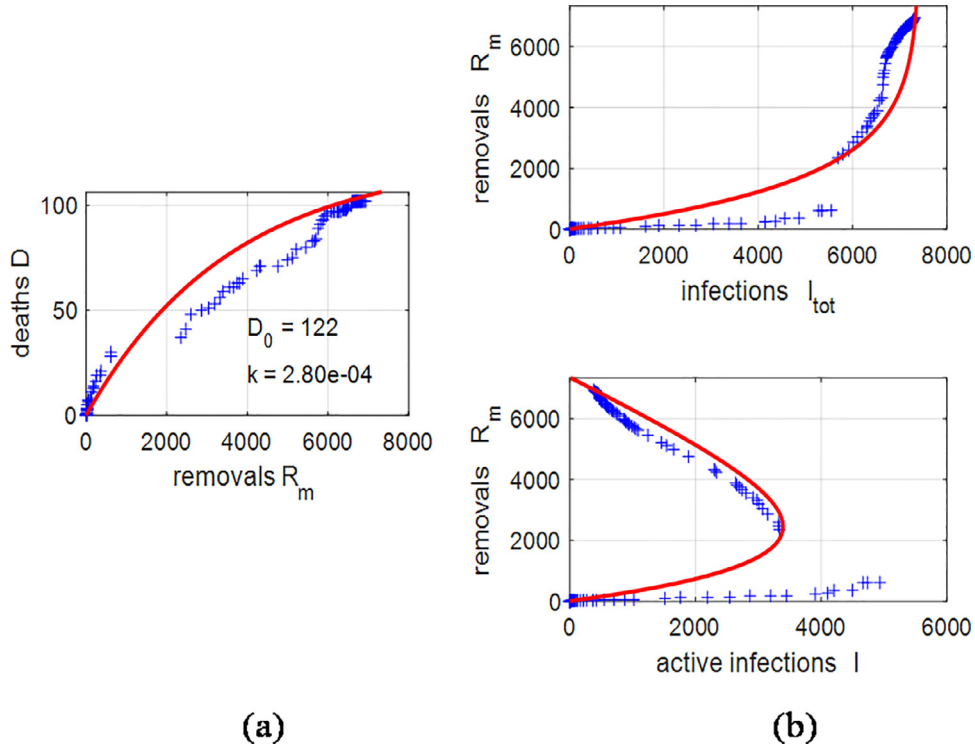 deaths D
100
50
0
D0 = 122
k = 2.80e-04
0 2000 4000 6000 8000
removals Rm
(a)
removals Rm
6000
4000
2000
0
0 2000 4000 6000 8000
infections Itot
removals Rm
6000
4000
2000
0
0 2000 4000 6000
active infections I
(b)